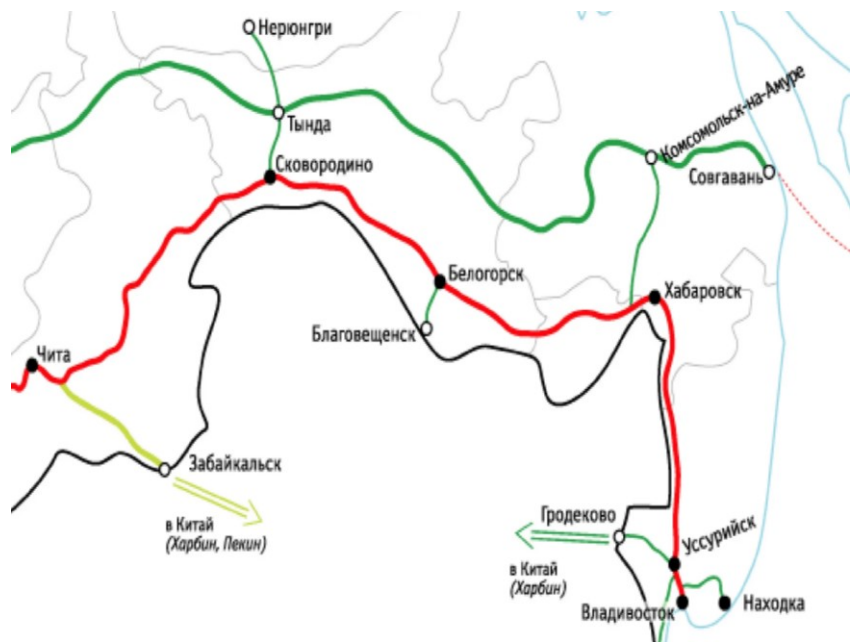 Нерюнгри
Тында
Комсомольск-на-Амуре
Сковородино
Совгавань
Белогорск
Хабаровск
Благовещенск
Чита
Забайкальск
в Китай
(Харбин, Пекин)
Гродеково
Уссурийск
в Китай
(Харбин)
Владивосток
Находка